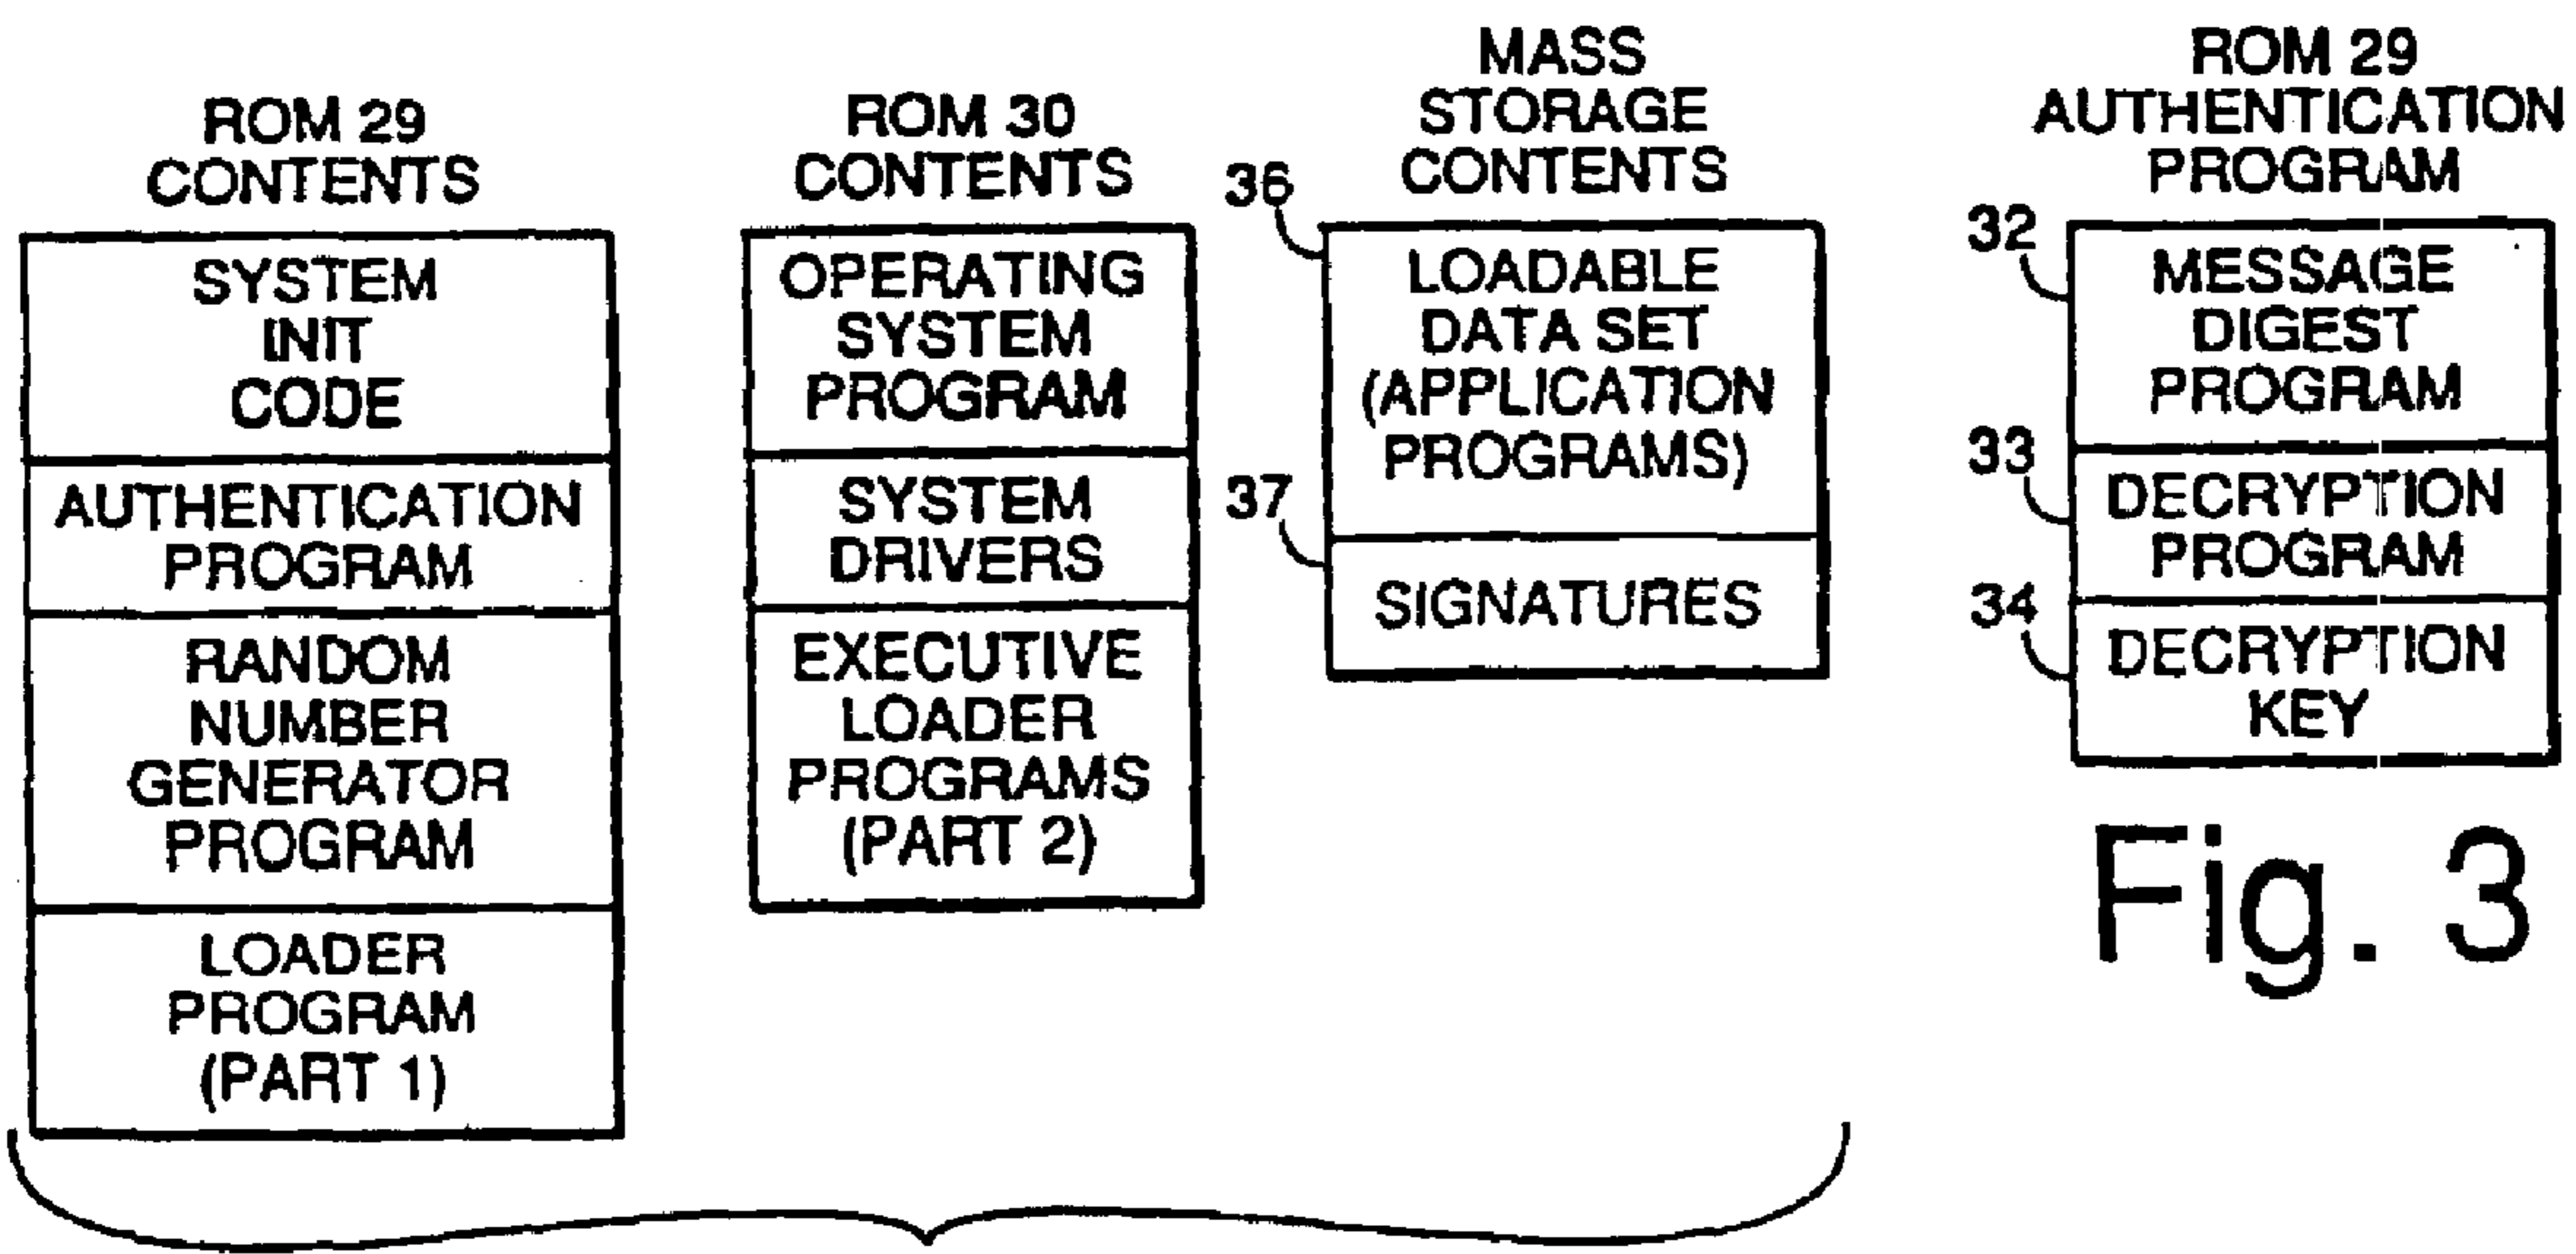 ROM 29
CONTENTS
SYSTEM
INIT
CODE
AUTHENTICATION
PROGRAM
RANDOM
NUMBER
GENERATOR
PROGRAM
LOADER
PROGRAM
(PART 1)
ROM 30
CONTENTS
OPERATING
SYSTEM
PROGRAM
SYSTEM
DRIVERS
EXECUTIVE
LOADER
PROGRAMS
(PART 2)
MASS
STORAGE
CONTENTS
36
LOADABLE
DATA SET
(APPLICATION
PROGRAMS)
37
SIGNATURES
ROM 29
AUTHENTICATION
PROGRAM
32
MESSAGE
DIGEST
PROGRAM
33
DECRYPTION
PROGRAM
34
DECRYPTION
KEY
Fig. 3